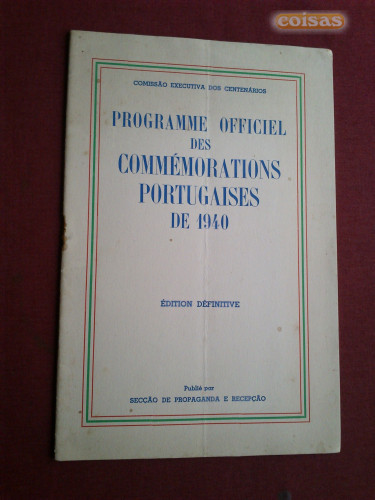 coisas
COMISSÃO EXECUTIVA DOS CENTENÁRIOS
PROGRAMME OFFICIEL
DES
COMMÉMORATIONS
PORTUGAISES
DE 1940
ÉDITION DÉFINITIVE
Publié par
SECÇÃO DE PROPAGANDA E RECEPÇÃO